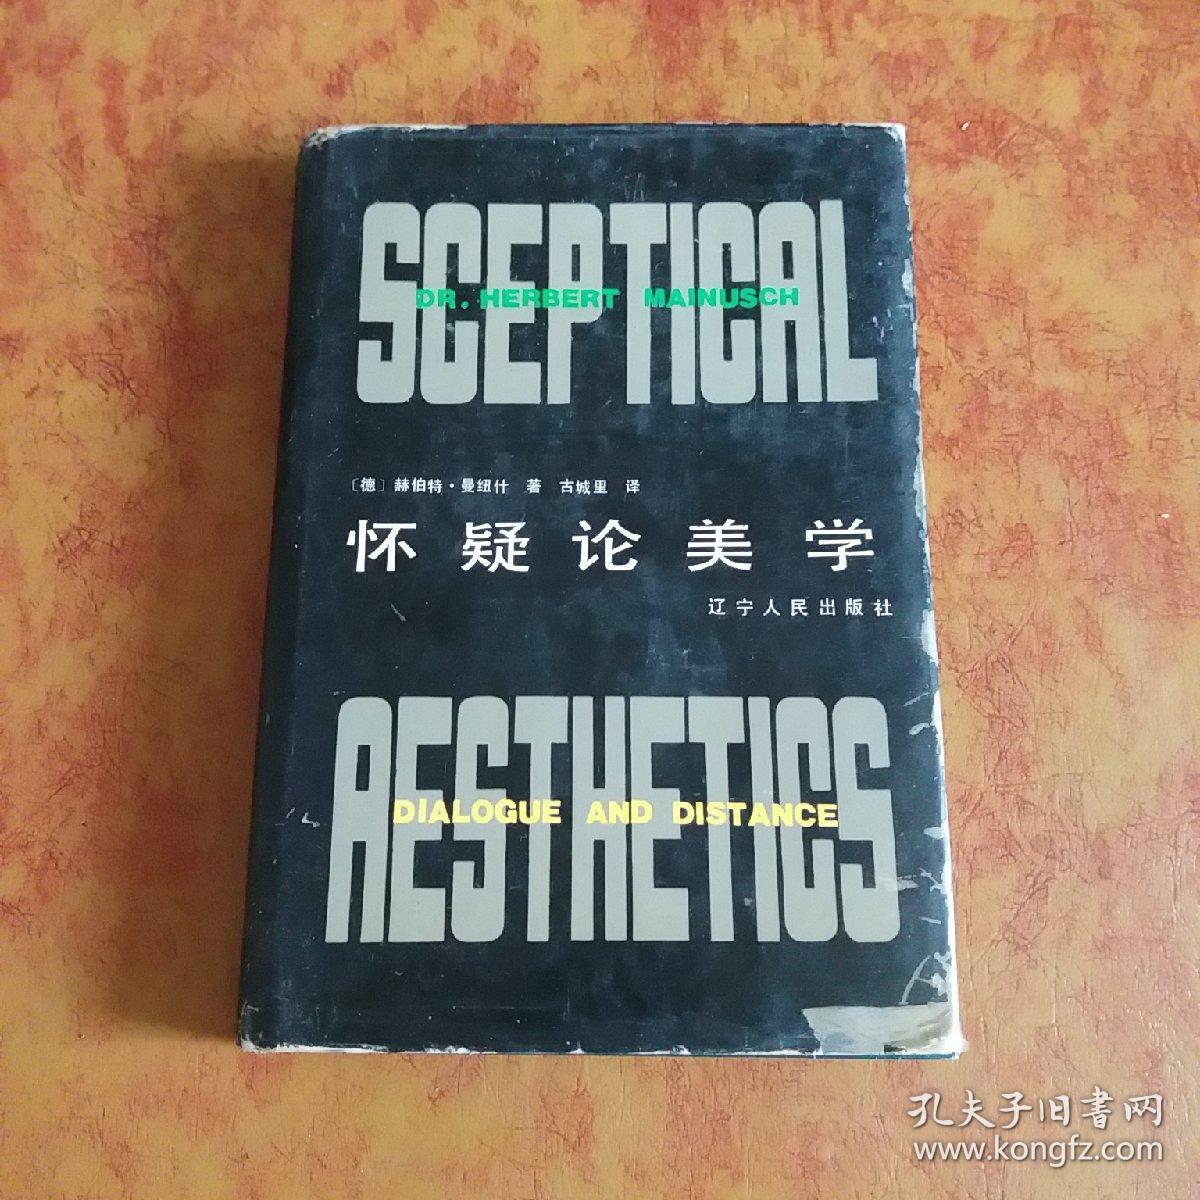 SCEPTICAL
DR. HERBERT MAINUSCH
〔德〕赫伯特·曼纽什 著 古城里 译
怀疑论美学
辽宁人民出版社
AESTHETICS
DIALOGUE AND DISTANCE
孔夫子旧书网
www.kongfz.com